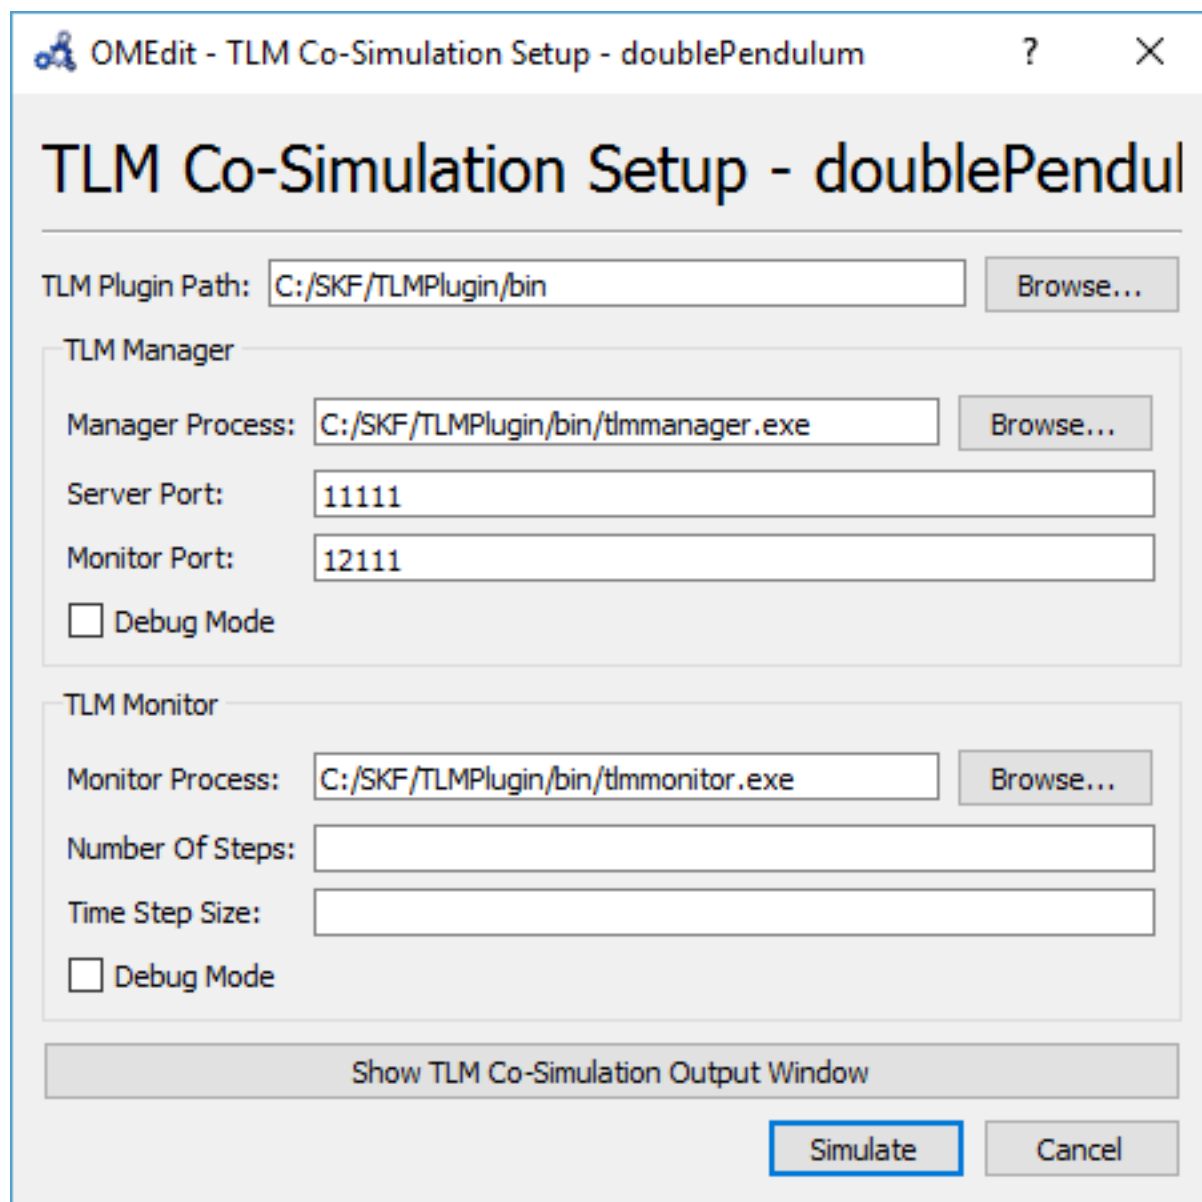 OMEdit - TLM Co-Simulation Setup - doublePendulum ?
TLM Co-Simulation Setup - doublePendul
TLM Plugin Path: C:/SKF/TLMPlugin/bin Browse...
TLM Manager
Manager Process: C:/SKF/TLMPlugin/bin/tlmmanager.exe Browse...
Server Port: 11111
Monitor Port: 12111
Debug Mode
TLM Monitor
Monitor Process: C:/SKF/TLMPlugin/bin/tlmmonitor.exe Browse...
Number Of Steps:
Time Step Size:
Debug Mode
Show TLM Co-Simulation Output Window
Simulate Cancel